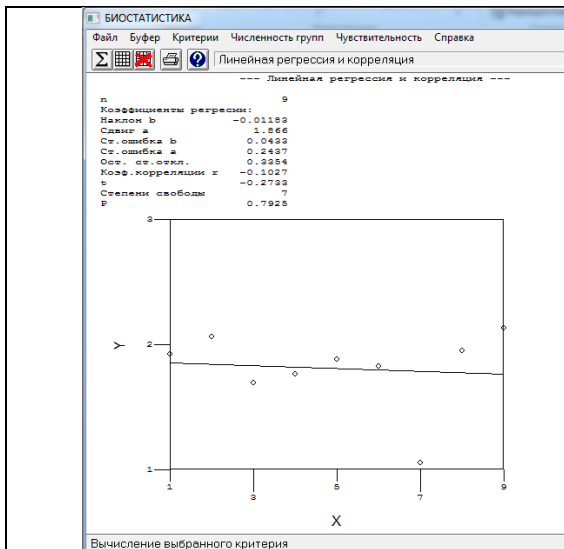 БИОСТАТИСТИКА
Файл Буфер Критерии Численность групп Чувствительность Справка
Σ ? Линейная регрессия и корреляция
--- Линейная регрессия и корреляция ---
n 9
Коэффициенты регресии:
Наклон b -0.01183
Сдвиг a 1.866
Ст.ошибка b 0.0433
Ст.ошибка a 0.2437
Ост. ст.откл. 0.3354
Коэф.корреляции r -0.1027
t -0.2733
Степени свободы 7
P 0.7925
3
Y 2
1
1 3 5 7 9
X
Вычисление выбранного критерия